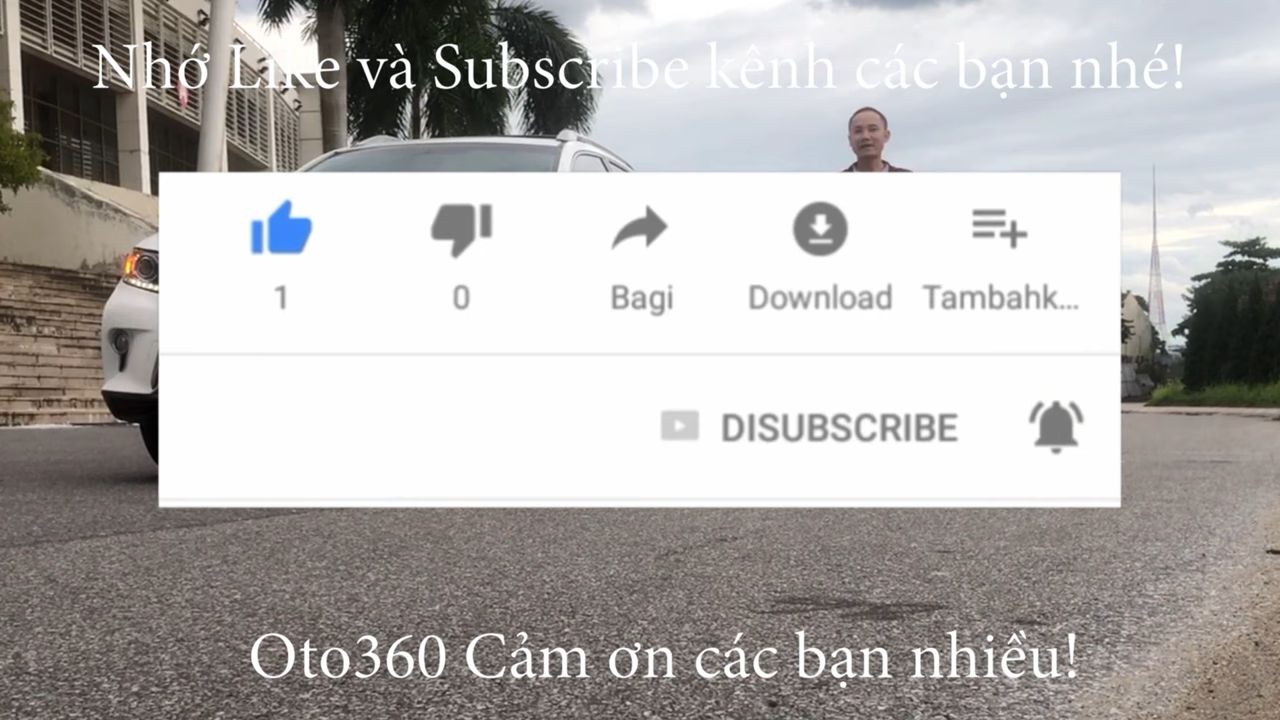 Nhớ Like và Subscribe kênh các bạn nhé!
1 0 Bagi Download Tambahk...
DISUBSCRIBE
Oto360 Cảm ơn các bạn nhiều!